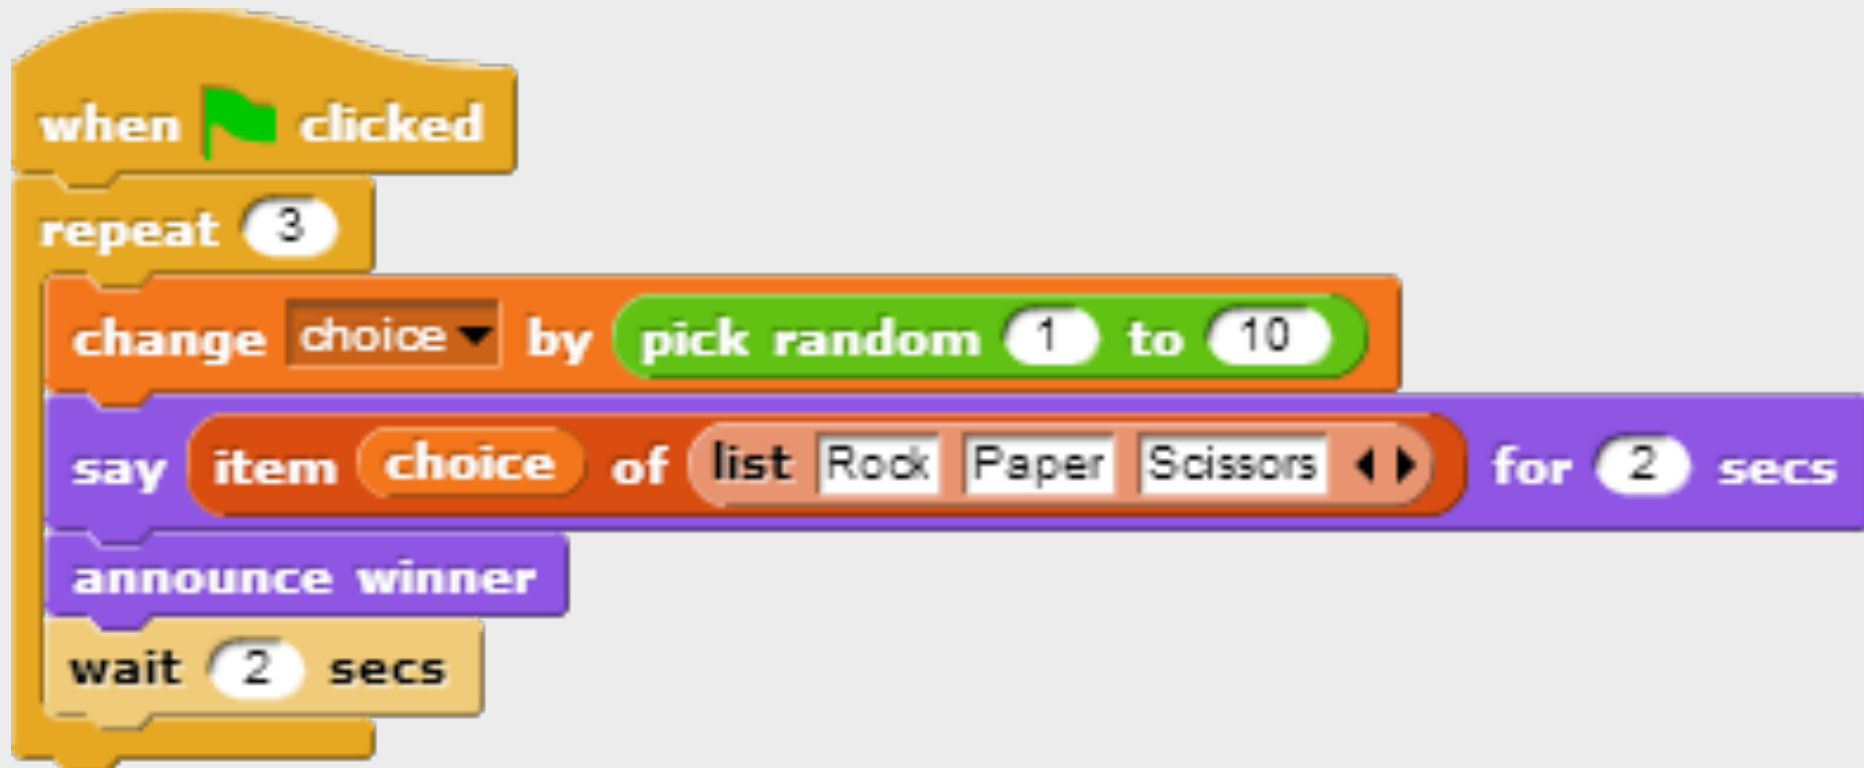 when clicked
repeat 3
change choice by pick random 1 to 10
say item choice of list Rock Paper Scissors for 2 secs
announce winner
wait 2 secs